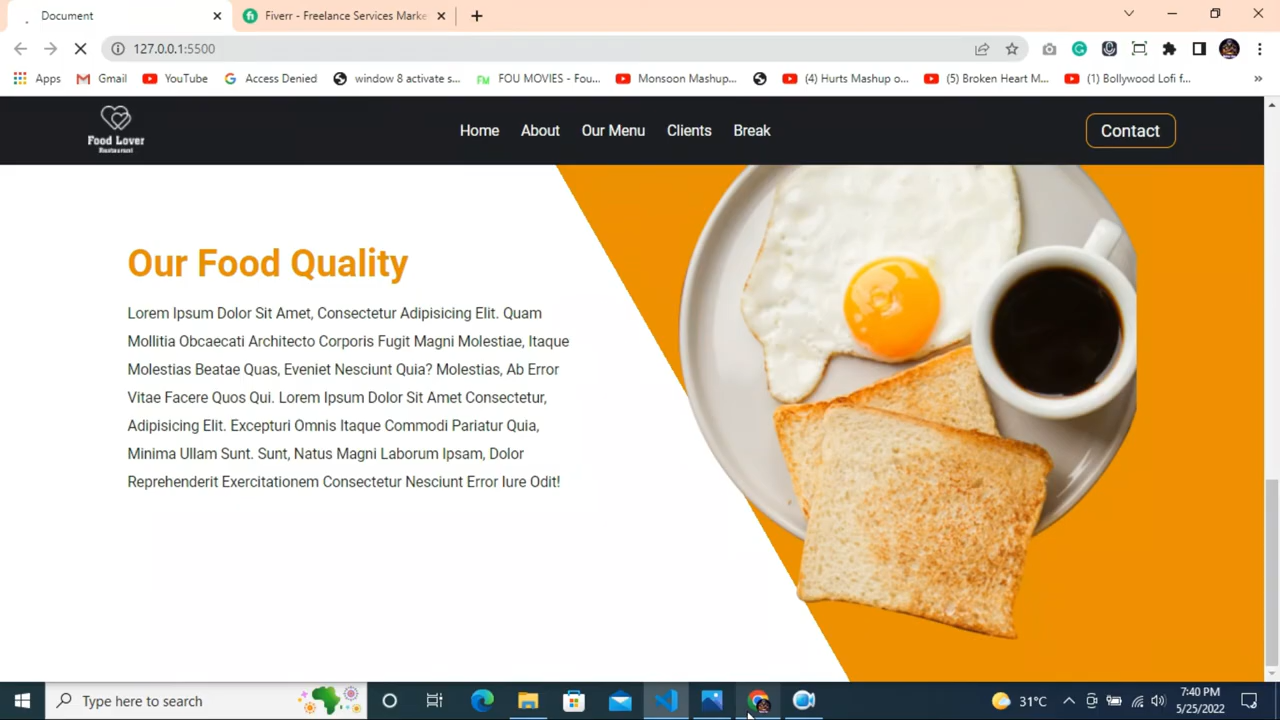 Document
Fiverr - Freelance Services Marke
127.0.0.1:5500
Apps
Gmail
YouTube
Access Denied
window 8 activate s...
FOU MOVIES - Fou...
Monsoon Mashup...
(4) Hurts Mashup o...
(5) Broken Heart M...
(1) Bollywood Lofi f...
Food Lover
Restaurant
Home
About
Our Menu
Clients
Break
Contact
Our Food Quality
Lorem Ipsum Dolor Sit Amet, Consectetur Adipisicing Elit. Quam
Mollitia Obcaecati Architecto Corporis Fugit Magni Molestiae, Itaque
Molestias Beatae Quas, Eveniet Nesciunt Quia? Molestias, Ab Error
Vitae Facere Quos Qui. Lorem Ipsum Dolor Sit Amet Consectetur,
Adipisicing Elit. Excepturi Omnis Itaque Commodi Pariatur Quia,
Minima Ullam Sunt. Sunt, Natus Magni Laborum Ipsam, Dolor
Reprehenderit Exercitationem Consectetur Nesciunt Error Iure Odit!
Type here to search
31°C
7:40 PM
5/25/2022